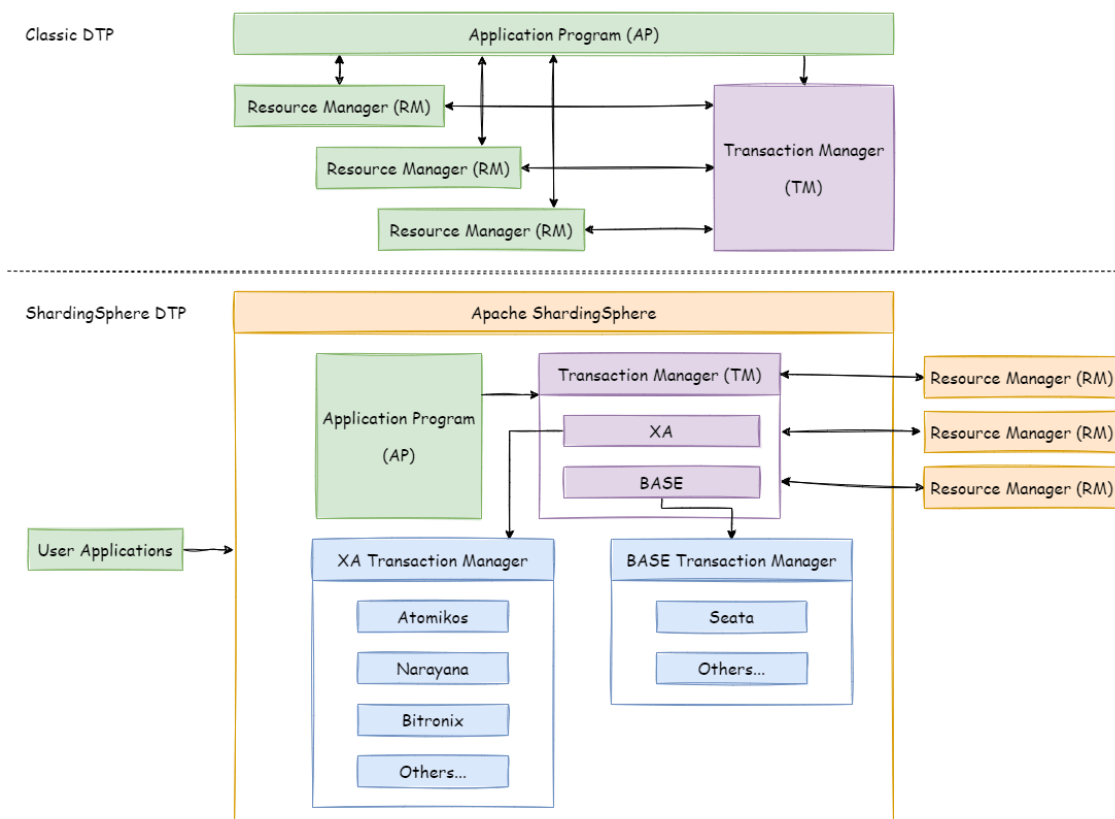 Classic DTP
Application Program (AP)
Resource Manager (RM)
Resource Manager (RM)
Resource Manager (RM)
Transaction Manager
(TM)
ShardingSphere DTP
Apache ShardingSphere
Application Program
(AP)
Transaction Manager (TM)
XA
BASE
Resource Manager (RM)
Resource Manager (RM)
Resource Manager (RM)
User Applications
XA Transaction Manager
Atomikos
Narayana
Bitronix
Others...
BASE Transaction Manager
Seata
Others...